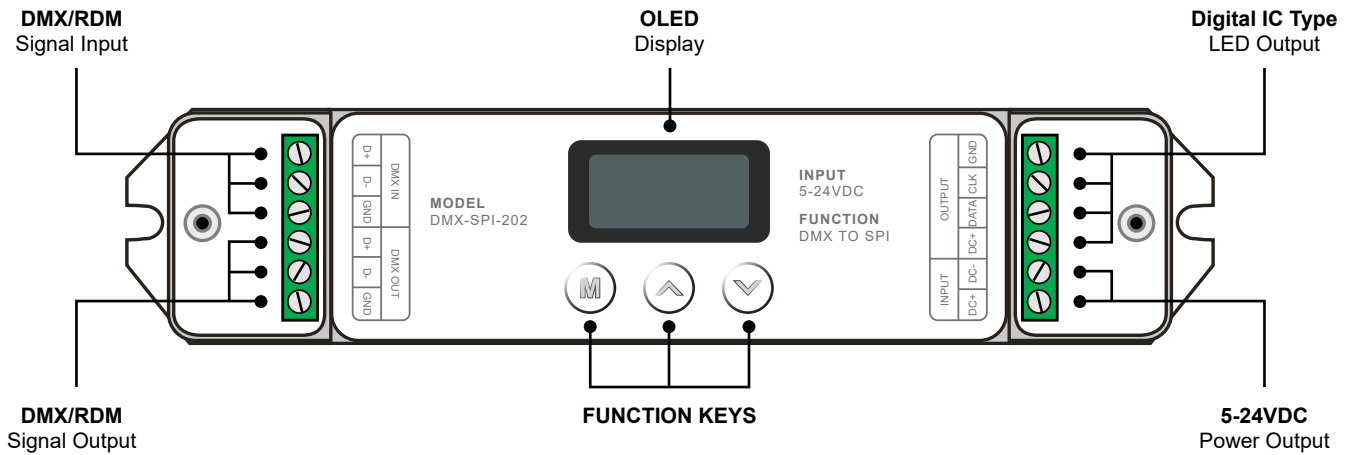 DMX/RDM
Signal Input
OLED
Display
Digital IC Type
LED Output
DMX IN
D+
D-
GND
DMX OUT
D+
D-
GND
MODEL
DMX-SPI-202
INPUT
5-24VDC
FUNCTION
DMX TO SPI
M
OUTPUT
GND
CLK
DATA
DC+
INPUT
DC-
DC+
DMX/RDM
Signal Output
FUNCTION KEYS
5-24VDC
Power Output